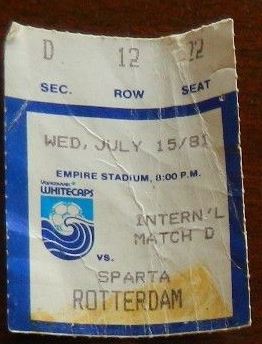 D 12 22
SEC. ROW SEAT
WED, JULY 15/81
EMPIRE STADIUM, 8:00 P.M.
VANCOUVER
WHITECAPS
INTERN.'L
MATCH D
VS.
SPARTA
ROTTERDAM